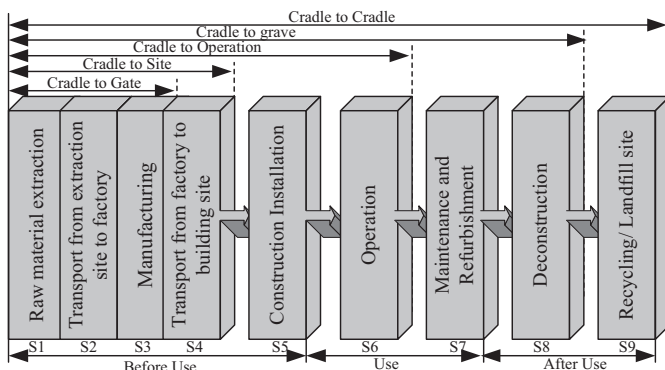 Cradle to Cradle
Cradle to grave
Cradle to Operation
Cradle to Site
Cradle to Gate
Raw material extraction
Transport from extraction
site to factory
Manufacturing
Transport from factory to
building site
Construction Installation
Operation
Maintenance and
Refurbishment
Deconstruction
Recycling/ Landfill site
S1 S2 S3 S4 S5 S6 S7 S8 S9
Before Use Use After Use